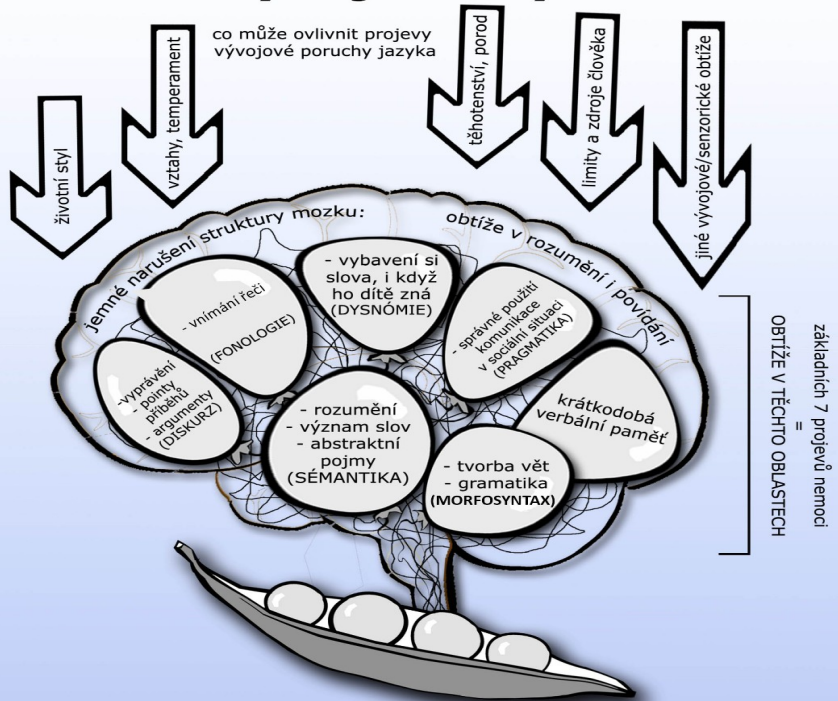 co může ovlivnit projevy
vývojové poruchy jazyka
životní styl
vztahy, temperament
těhotenství, porod
limity a zdroje člověka
jiné vývojové/senzorické obtíže
jemné narušení struktury mozku:
obtíže v rozumění i povídání
-vyprávění
- pointy
příběhů
- argumenty
(DISKURZ)
- vnímání řeči
(FONOLOGIE)
- vybavení si
slova, i když
ho dítě zná
(DYSNÓMIE)
- správné použití
komunikace
v sociální situaci
(PRAGMATIKA)
krátkodobá
verbální paměť
- rozumění
- význam slov
- abstraktní
pojmy
(SÉMANTIKA)
- tvorba vět
- gramatika
(MORFOSYNTAX)
základních 7 projevů nemoci
=
OBTÍŽE V TĚCHTO OBLASTECH